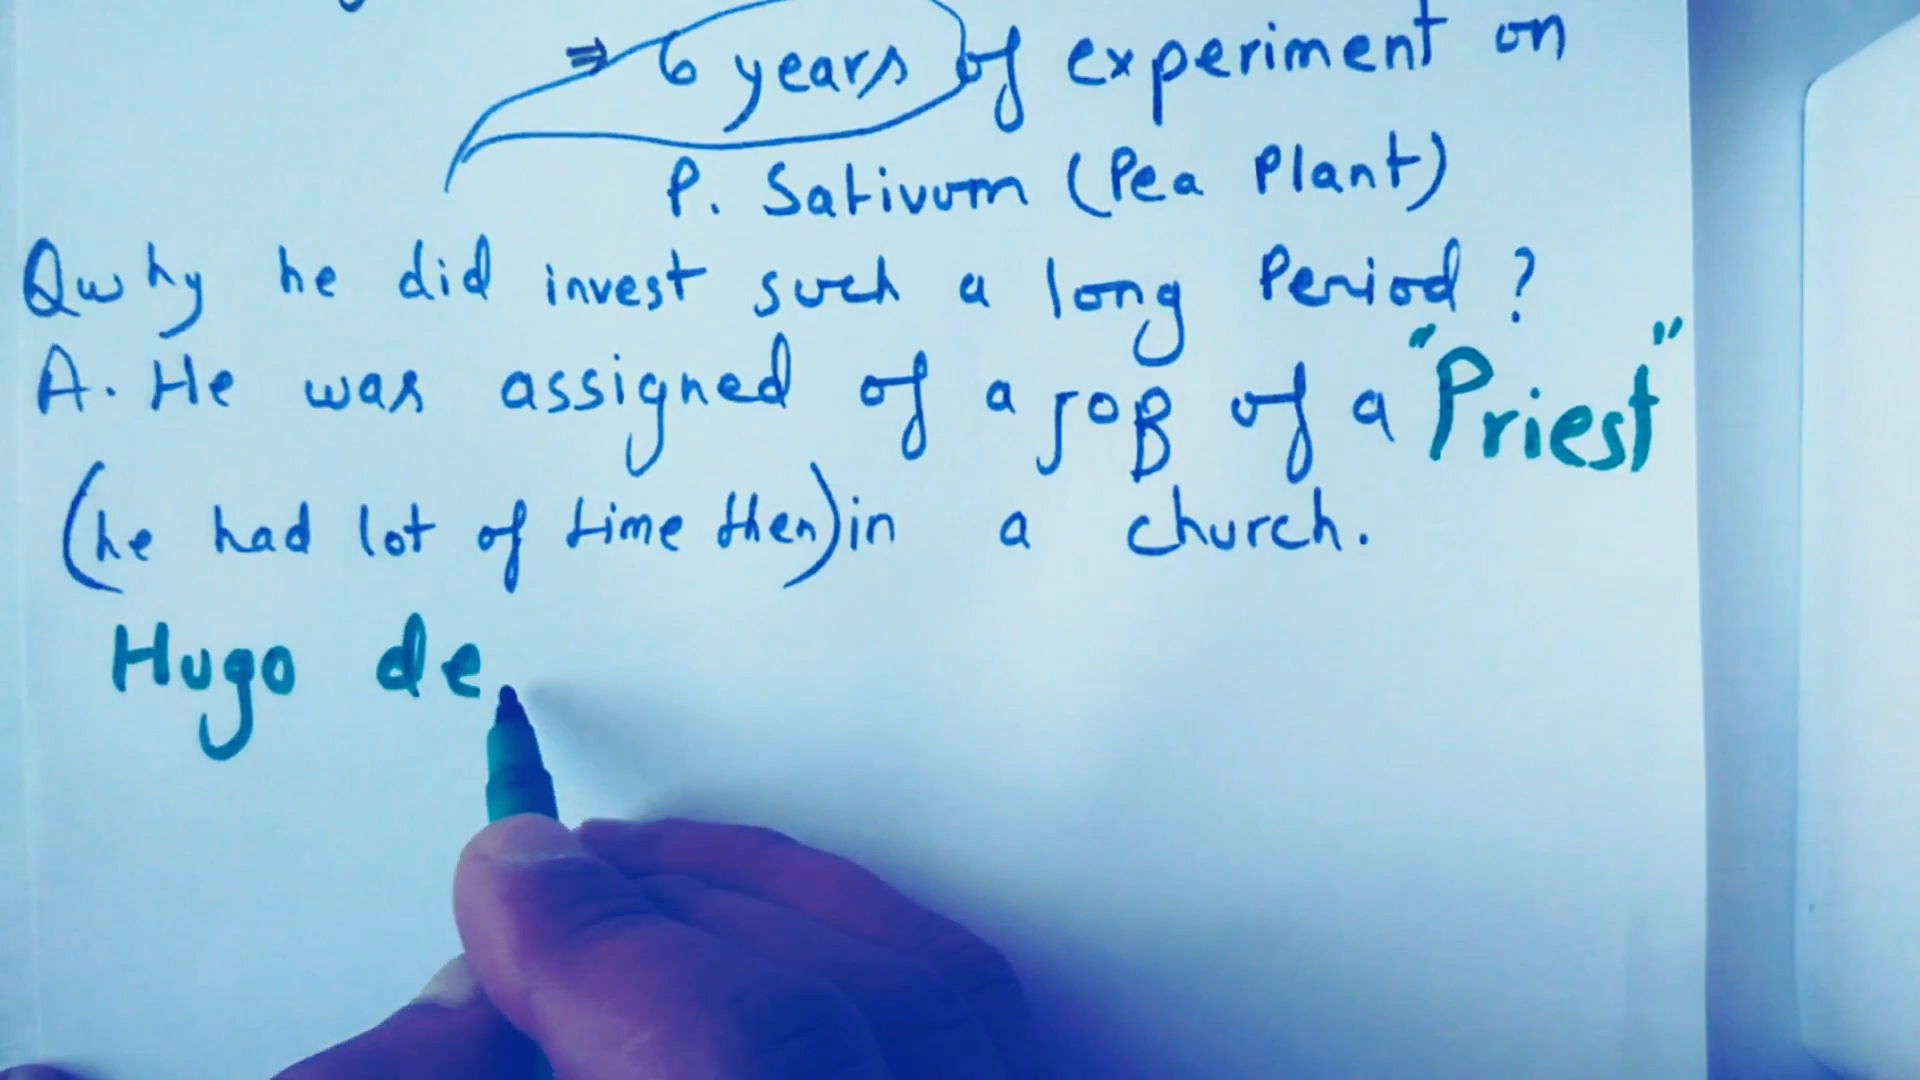 ⇒ 6 years of experiment on
P. Sativum (Pea Plant)
Q why he did invest such a long Period?
A. He was assigned of a JOB of a "Priest"
(he had lot of time then) in a church.
Hugo de